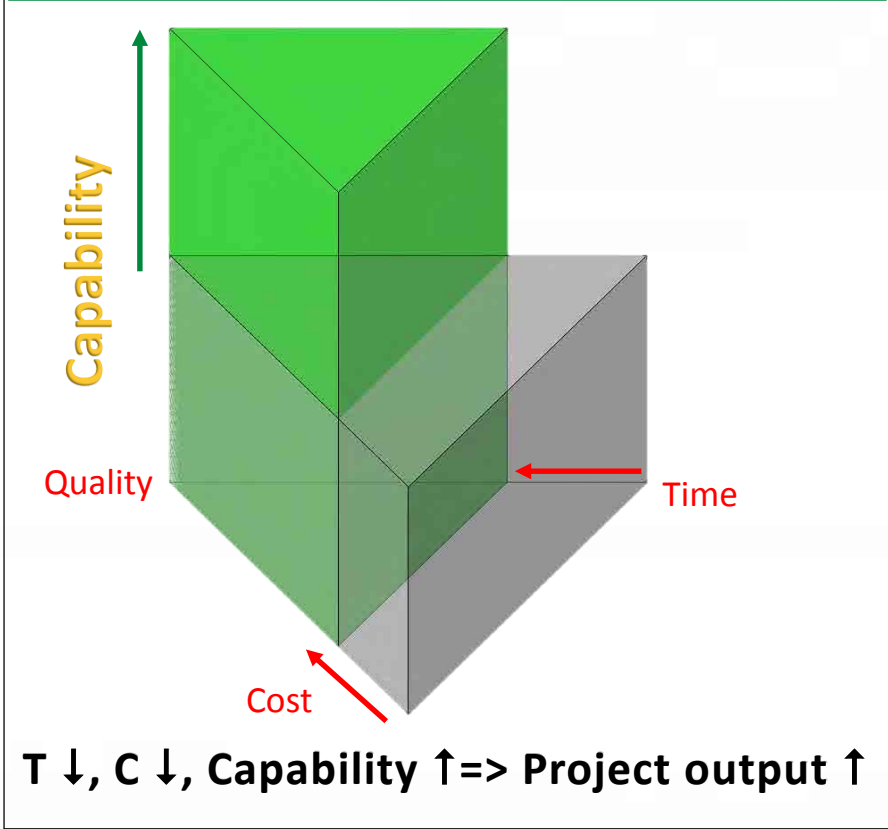 Capability
Quality
Time
Cost
T ↓, C ↓, Capability ↑=> Project output ↑